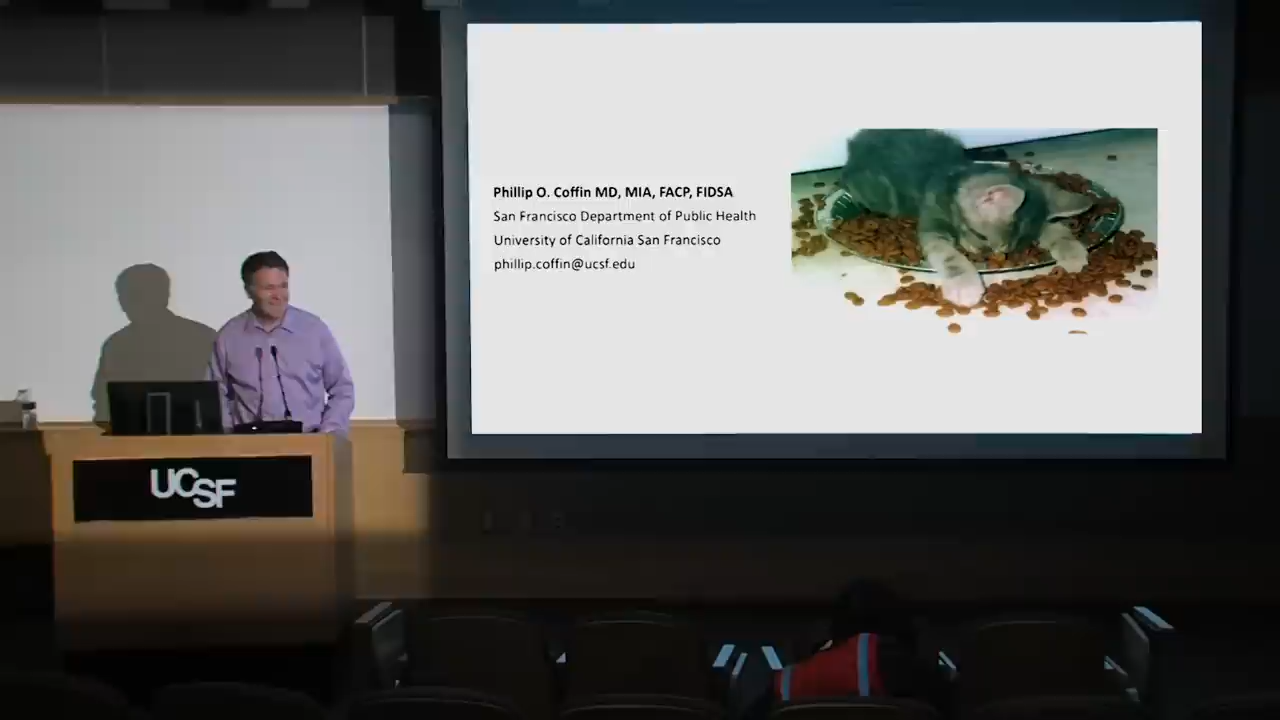 Phillip O. Coffin MD, MIA, FACP, FIDSA
San Francisco Department of Public Health
University of California San Francisco
phillip.coffin@ucsf.edu
UCSF